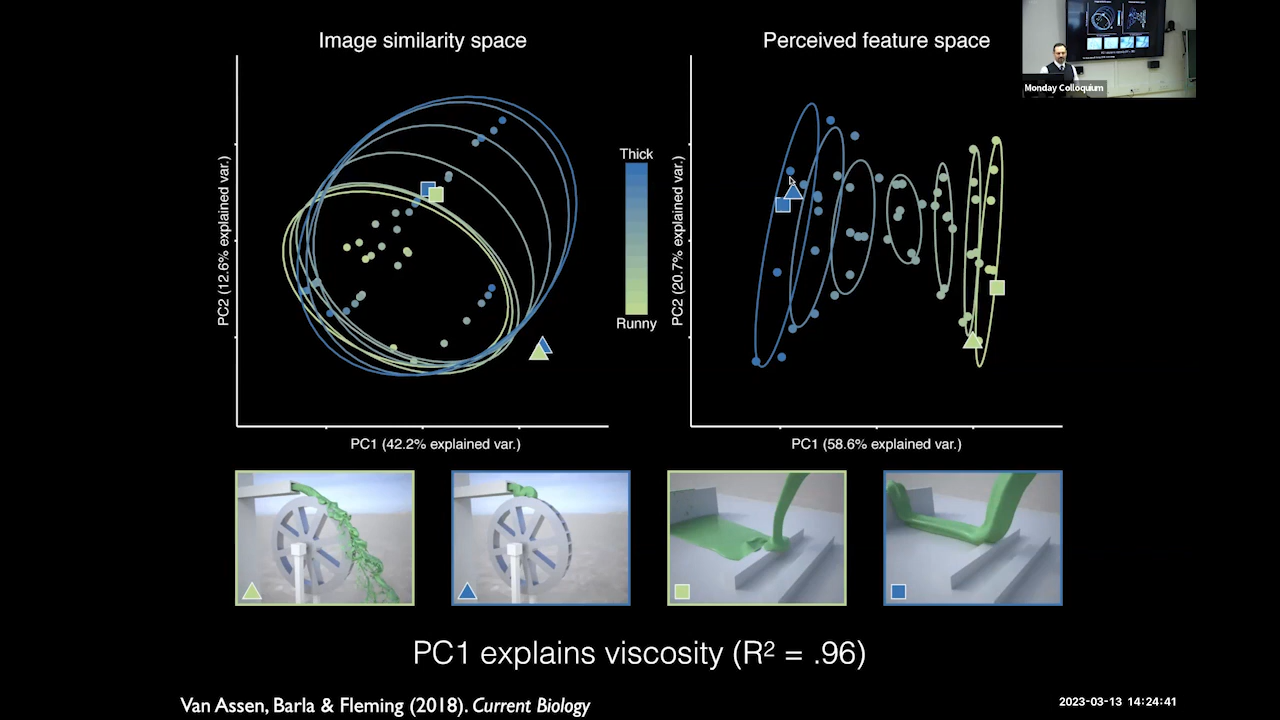 Image similarity space
Perceived feature space
Monday Colloquium
PC2 (12.6% explained var.)
Thick
Runny
PC2 (20.7% explained var.)
PC1 (42.2% explained var.)
PC1 (58.6% explained var.)
PC1 explains viscosity (R² = .96)
Van Assen, Barla & Fleming (2018). Current Biology
2023-03-13 14:24:41